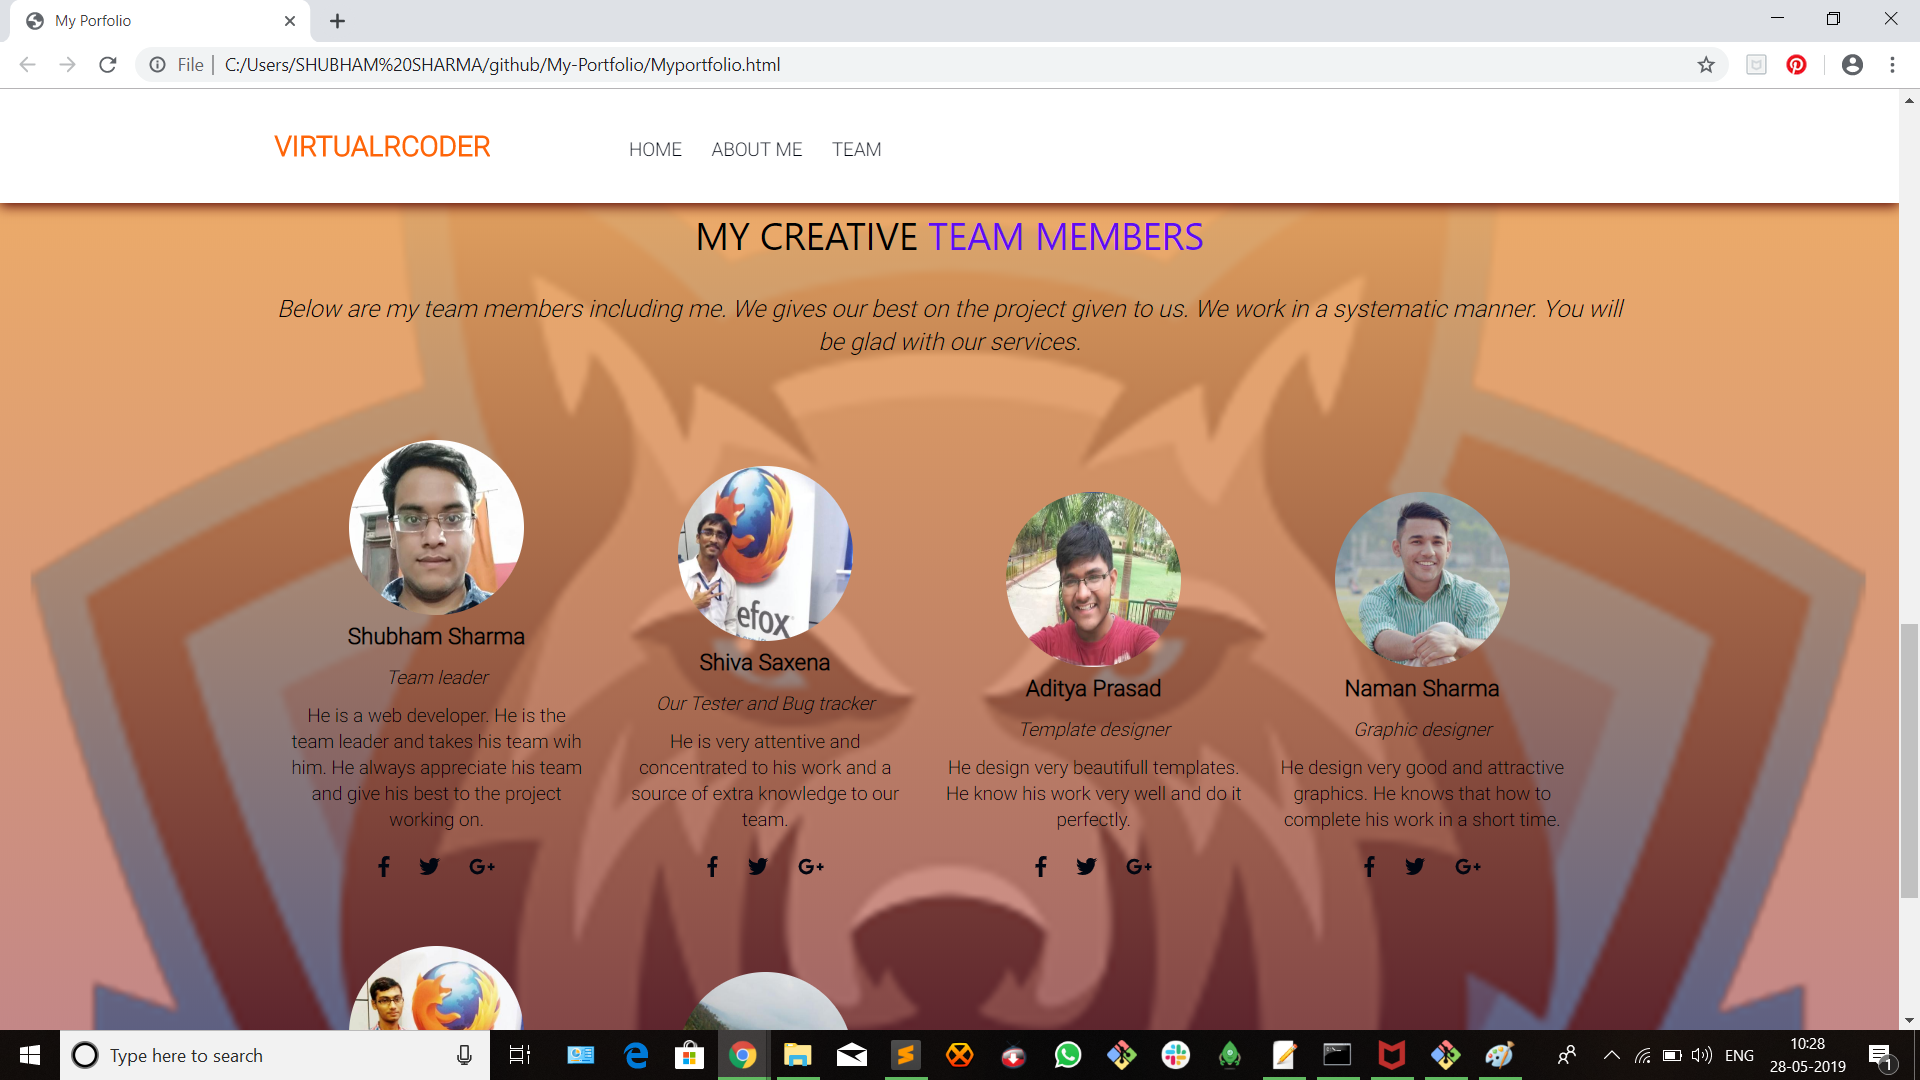 My Porfolio
File | C:/Users/SHUBHAM%20SHARMA/github/My-Portfolio/Myportfolio.html
VIRTUALRCODER
HOME ABOUT ME TEAM
MY CREATIVE TEAM MEMBERS
Below are my team members including me. We gives our best on the project given to us. We work in a systematic manner. You will
be glad with our services.
Shubham Sharma
Team leader
He is a web developer. He is the
team leader and takes his team wih
him. He always appreciate his team
and give his best to the project
working on.
efox
Shiva Saxena
Our Tester and Bug tracker
He is very attentive and
concentrated to his work and a
source of extra knowledge to our
team.
Aditya Prasad
Template designer
He design very beautifull templates.
He know his work very well and do it
perfectly.
Naman Sharma
Graphic designer
He design very good and attractive
graphics. He knows that how to
complete his work in a short time.
Type here to search
ENG
10:28
28-05-2019
1